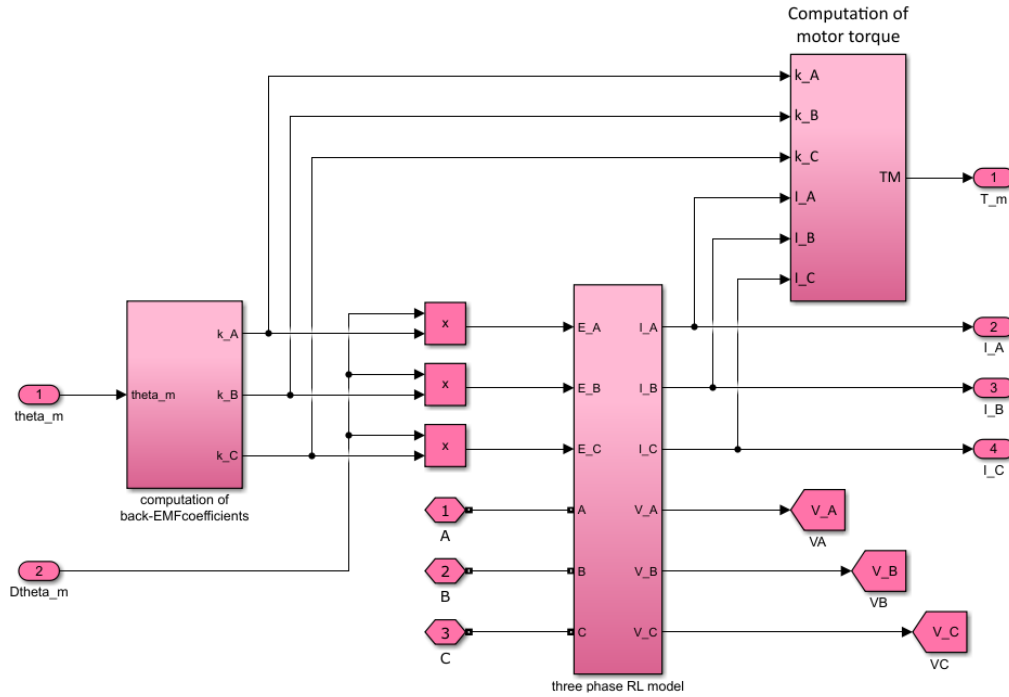 Computation of
motor torque
k_A
k_B
k_C
I_A
I_B
I_C
TM
1
T_m
1
theta_m
theta_m
k_A
k_B
k_C
computation of
back-EMFcoefficients
x
x
x
E_A
E_B
E_C
A
B
C
I_A
I_B
I_C
V_A
V_B
V_C
three phase RL model
2
I_A
3
I_B
4
I_C
2
Dtheta_m
1
A
2
B
3
C
V_A
VA
V_B
VB
V_C
VC